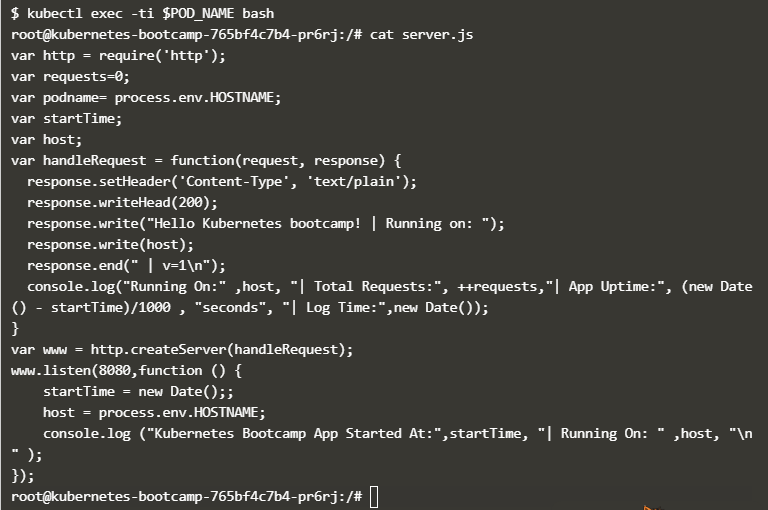 $ kubectl exec -ti $POD_NAME bash
root@kubernetes-bootcamp-765bf4c7b4-pr6rj:/# cat server.js
var http = require('http');
var requests=0;
var podname= process.env.HOSTNAME;
var startTime;
var host;
var handleRequest = function(request, response) {
  response.setHeader('Content-Type', 'text/plain');
  response.writeHead(200);
  response.write("Hello Kubernetes bootcamp! | Running on: ");
  response.write(host);
  response.end(" | v=1\n");
  console.log("Running On:" ,host, "| Total Requests:", ++requests,"| App Uptime:", (new Date
() - startTime)/1000 , "seconds", "| Log Time:",new Date());
}
var www = http.createServer(handleRequest);
www.listen(8080,function () {
    startTime = new Date();;
    host = process.env.HOSTNAME;
    console.log ("Kubernetes Bootcamp App Started At:",startTime, "| Running On: " ,host, "\n
" );
});
root@kubernetes-bootcamp-765bf4c7b4-pr6rj:/#